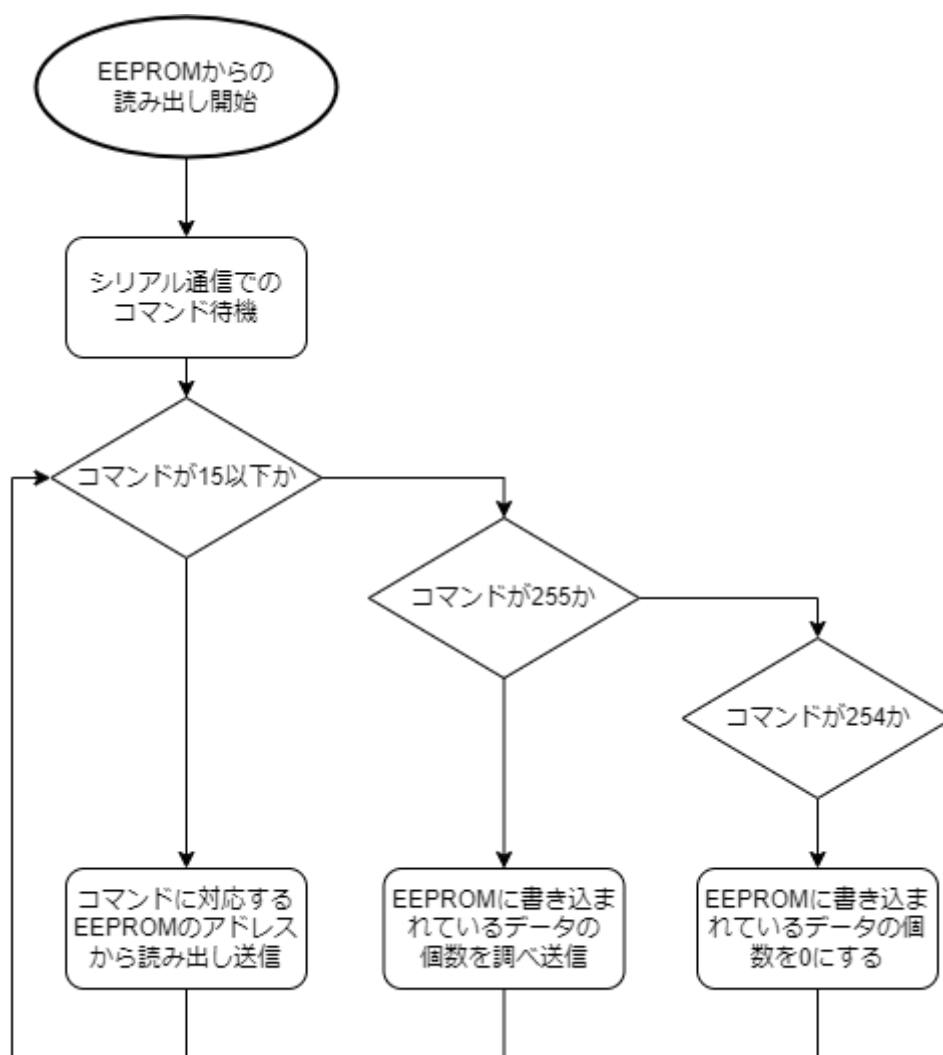 EEPROMからの
読み出し開始
シリアル通信での
コマンド待機
コマンドが15以下か
コマンドが255か
コマンドが254か
コマンドに対応する
EEPROMのアドレス
から読み出し送信
EEPROMに書き込ま
れているデータの
個数を調べ送信
EEPROMに書き込ま
れているデータの個
数を0にする